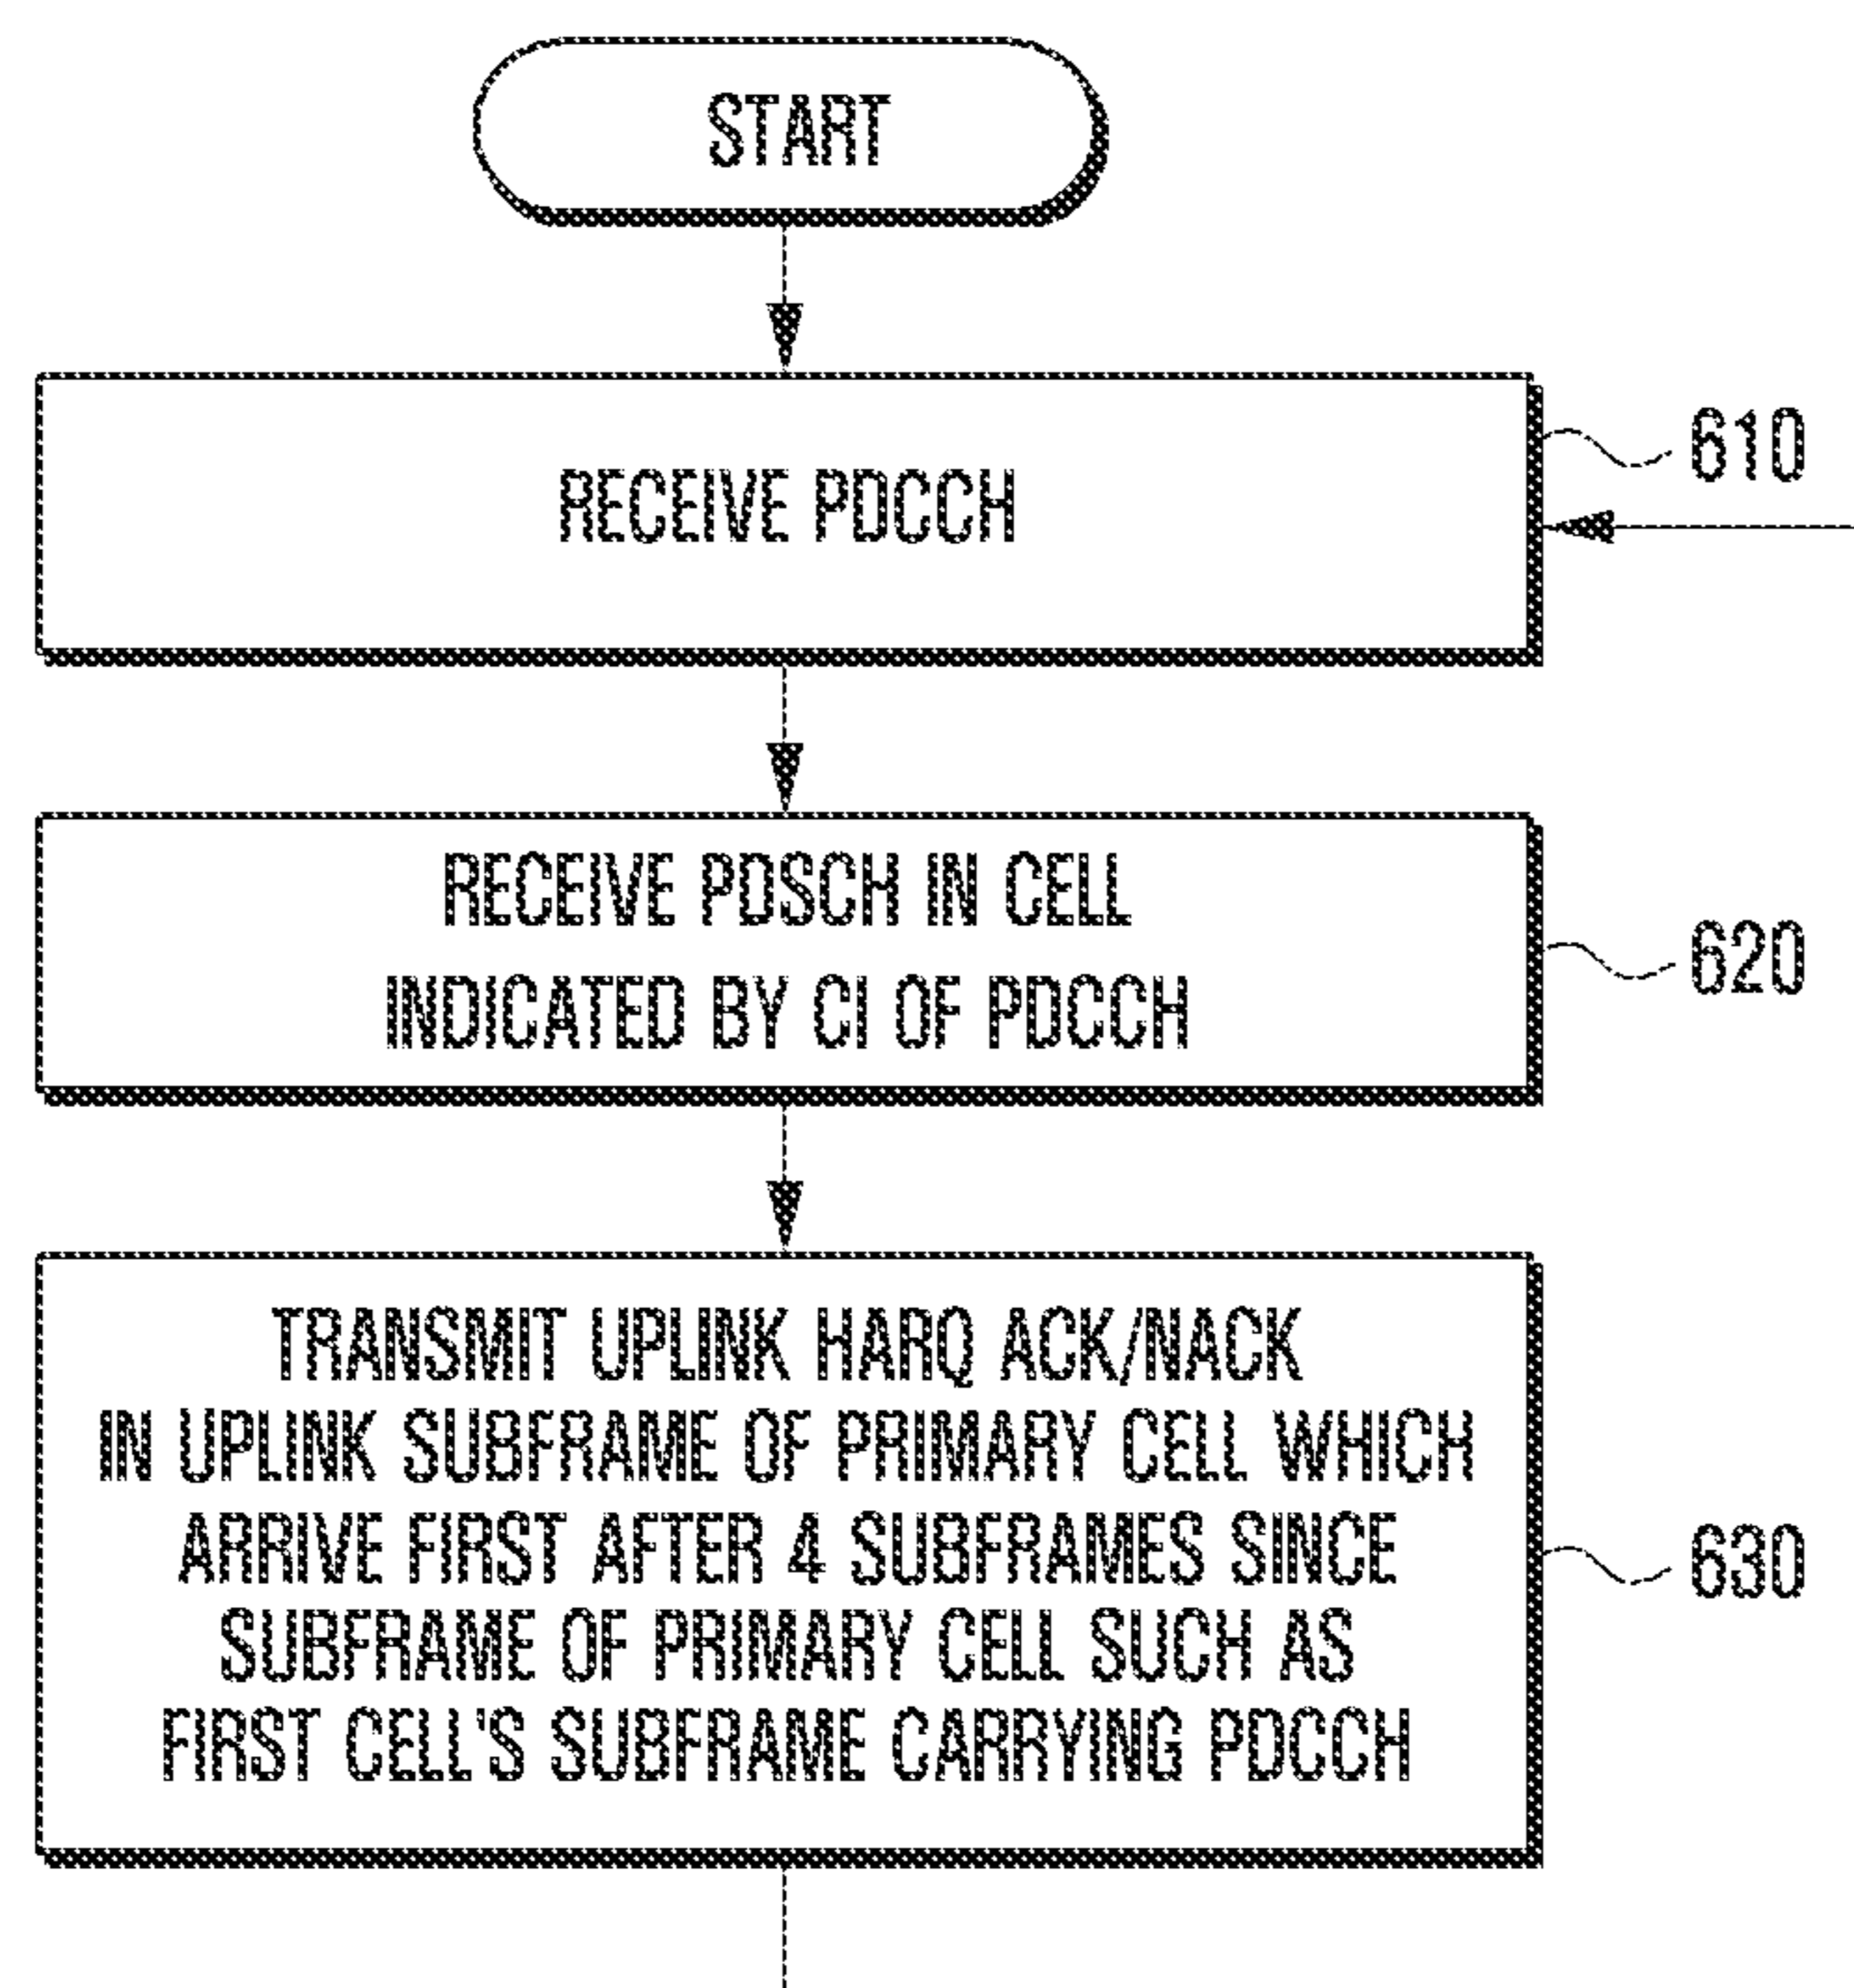 START
RECEIVE PDCCH
610
RECEIVE PDSCH IN CELL
INDICATED BY CI OF PDCCH
620
TRANSMIT UPLINK HARQ ACK/NACK
IN UPLINK SUBFRAME OF PRIMARY CELL WHICH
ARRIVE FIRST AFTER 4 SUBFRAMES SINCE
SUBFRAME OF PRIMARY CELL SUCH AS
FIRST CELL'S SUBFRAME CARRYING PDCCH
630